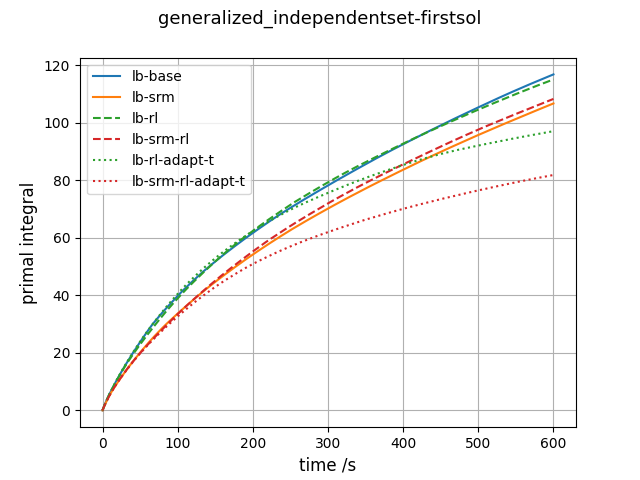 generalized_independentset-firstsol
120
100
80
60
40
20
0
primal integral
lb-base
lb-srm
lb-rl
lb-srm-rl
lb-rl-adapt-t
lb-srm-rl-adapt-t
0 100 200 300 400 500 600
time /s